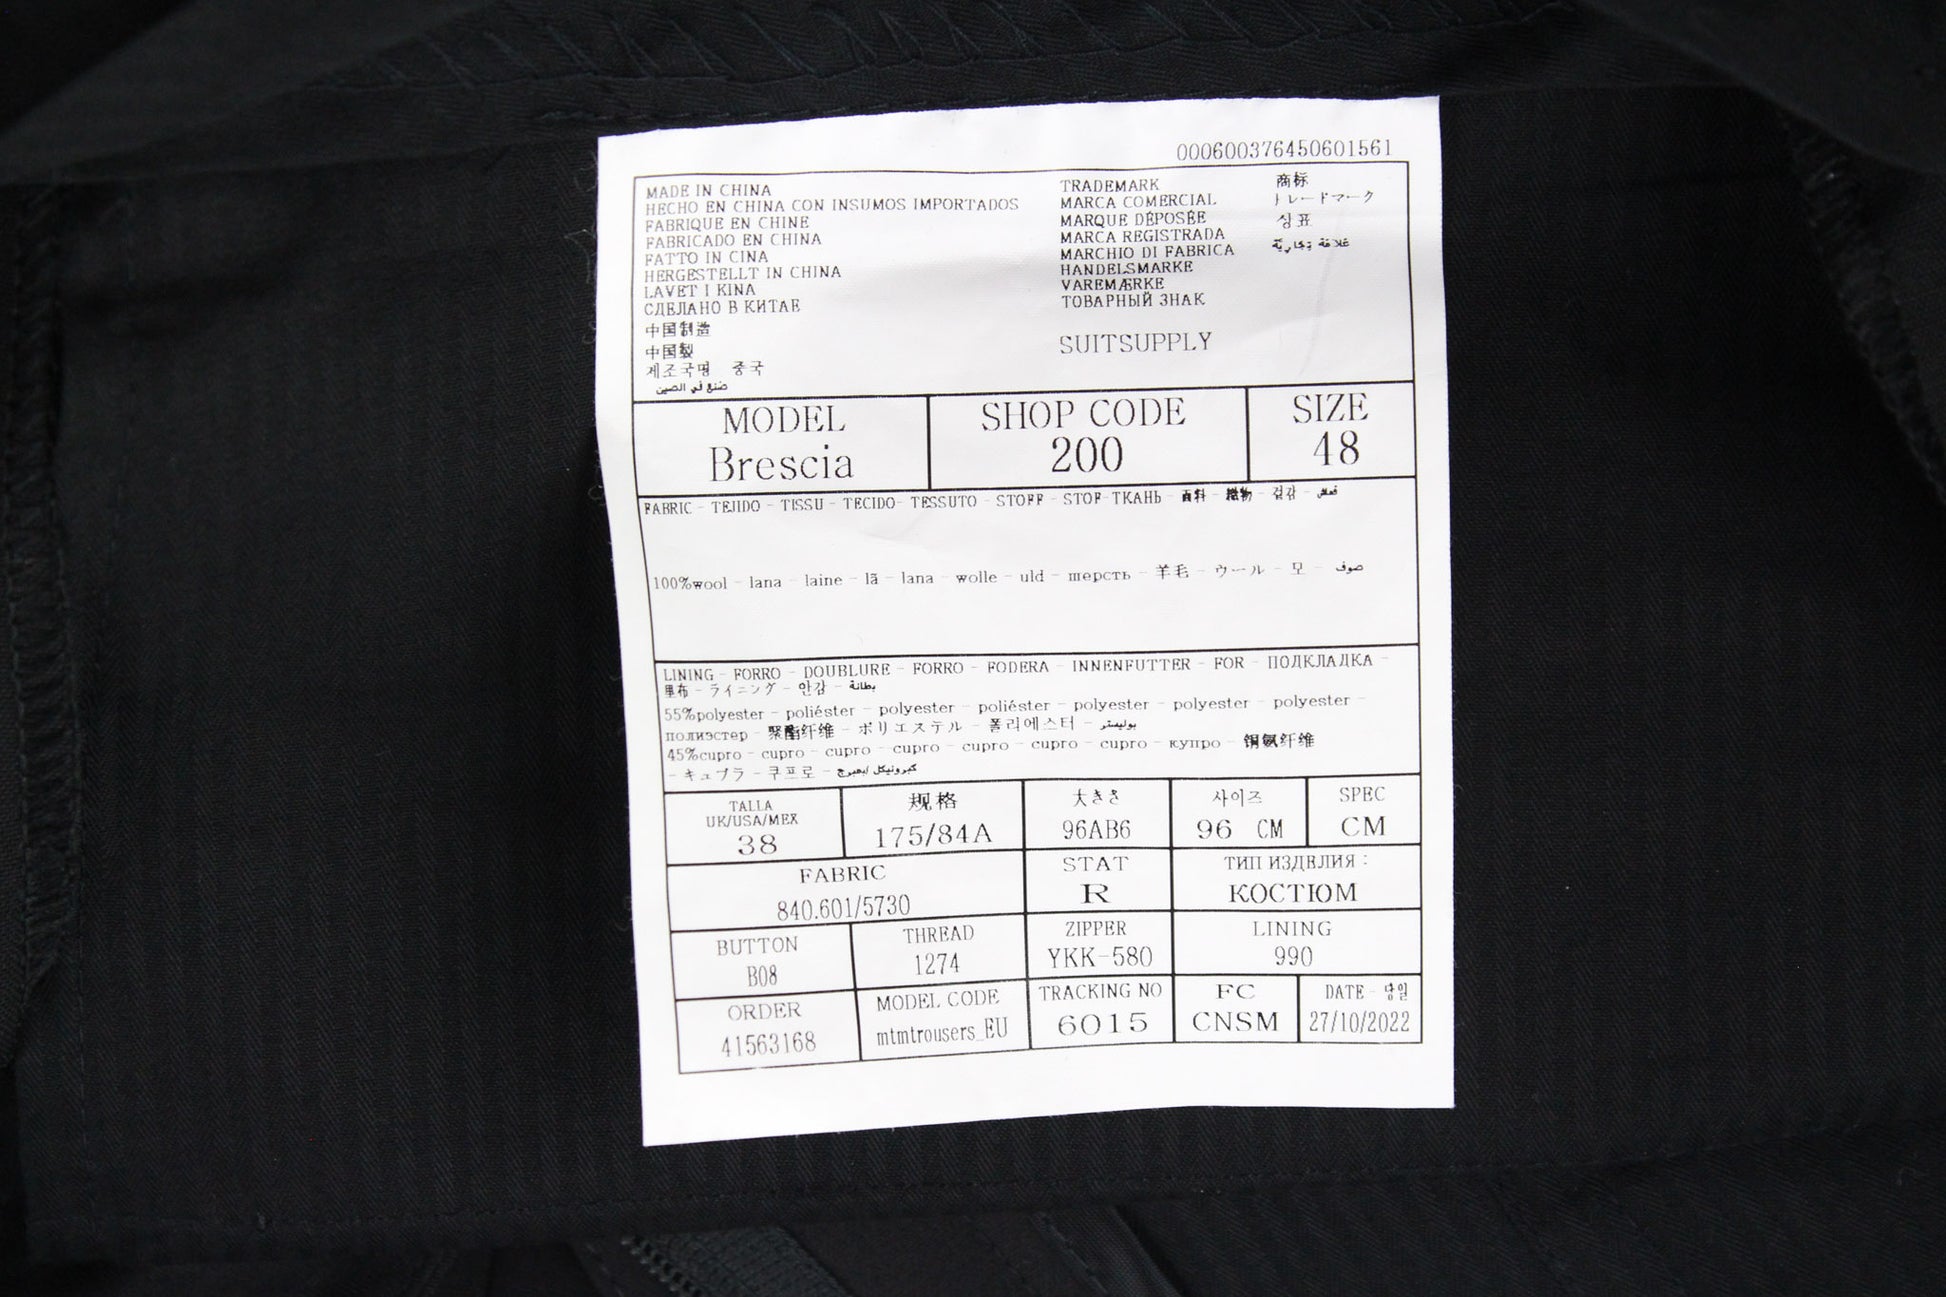 000600376450601561
MADE IN CHINA
HECHO EN CHINA CON INSUMOS IMPORTADOS
FABRIQUE EN CHINE
FABRICADO EN CHINA
FATTO IN CINA
HERGESTELLT IN CHINA
LAVET I KINA
СДЕЛАНО В КИТАЕ
中国制造
中国製
제조국명 중국
صنع في الصين
TRADEMARK
MARCA COMERCIAL
MARQUE DÉPOSÉE
MARCA REGISTRADA
MARCHIO DI FABRICA
HANDELSMARKE
VAREMÆRKE
ТОВАРНЫЙ ЗНАК
商标
トレードマーク
상표
علامة تجارية
SUITSUPPLY
MODEL
Brescia
SHOP CODE
200
SIZE
48
FABRIC - TEJIDO - TISSU - TECIDO- TESSUTO - STOFF - STOF-ТКАНЬ - 面料 - 織物 - 겉감 - قماش
100%wool - lana - laine - lã - lana - wolle - uld - шерсть - 羊毛 - ウール - 모 - صوف
LINING - FORRO - DOUBLURE - FORRO - FODERA - INNENFUTTER - FOR - ПОДКЛАДКА -
里布 - ライニング - 안감 - بطانة
55%polyester - poliéster - polyester - poliéster - polyester - polyester - polyester -
полиэстер - 聚酯纤维 - ポリエステル - 폴리에스터 - بوليستر
45%cupro - cupro - cupro - cupro - cupro - cupro - cupro - купро - 铜氨纤维
- キュプラ - 쿠프로 -
TALLA
UK/USA/MEX
38
规格
175/84A
大きさ
96AB6
사이즈
96 CM
SPEC
CM
FABRIC
840.601/5730
STAT
R
ТИП ИЗДЕЛИЯ :
КОСТЮМ
BUTTON
B08
THREAD
1274
ZIPPER
YKK-580
LINING
990
ORDER
41563168
MODEL CODE
mtmtrousers_EU
TRACKING NO
6015
FC
CNSM
DATE -
27/10/2022